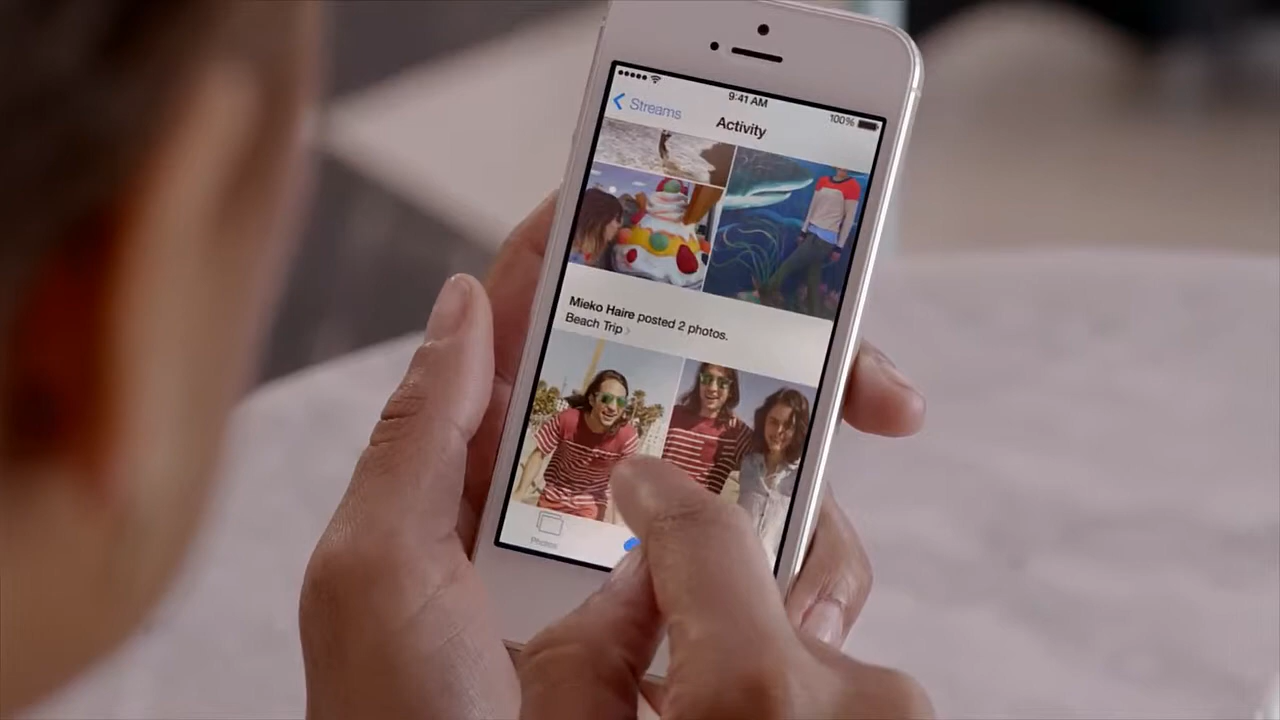 9:41 AM
100%
Streams
Activity
Mieko Haire posted 2 photos.
Beach Trip
Photos